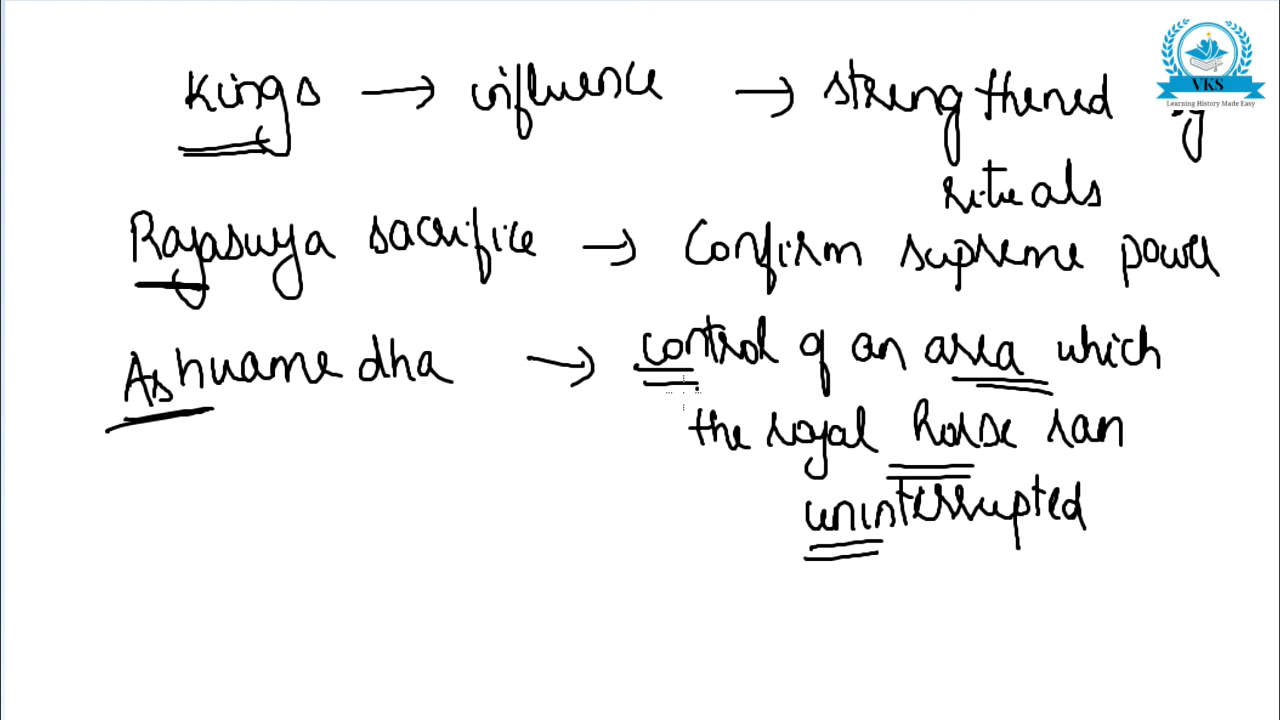 Kings → influence → strengthened by
rituals
Rajasuya sacrifice → Confirm supreme power
Ashvamedha → control of an area which
the royal horse ran
uninterrupted
VKS
Learning History Made Easy